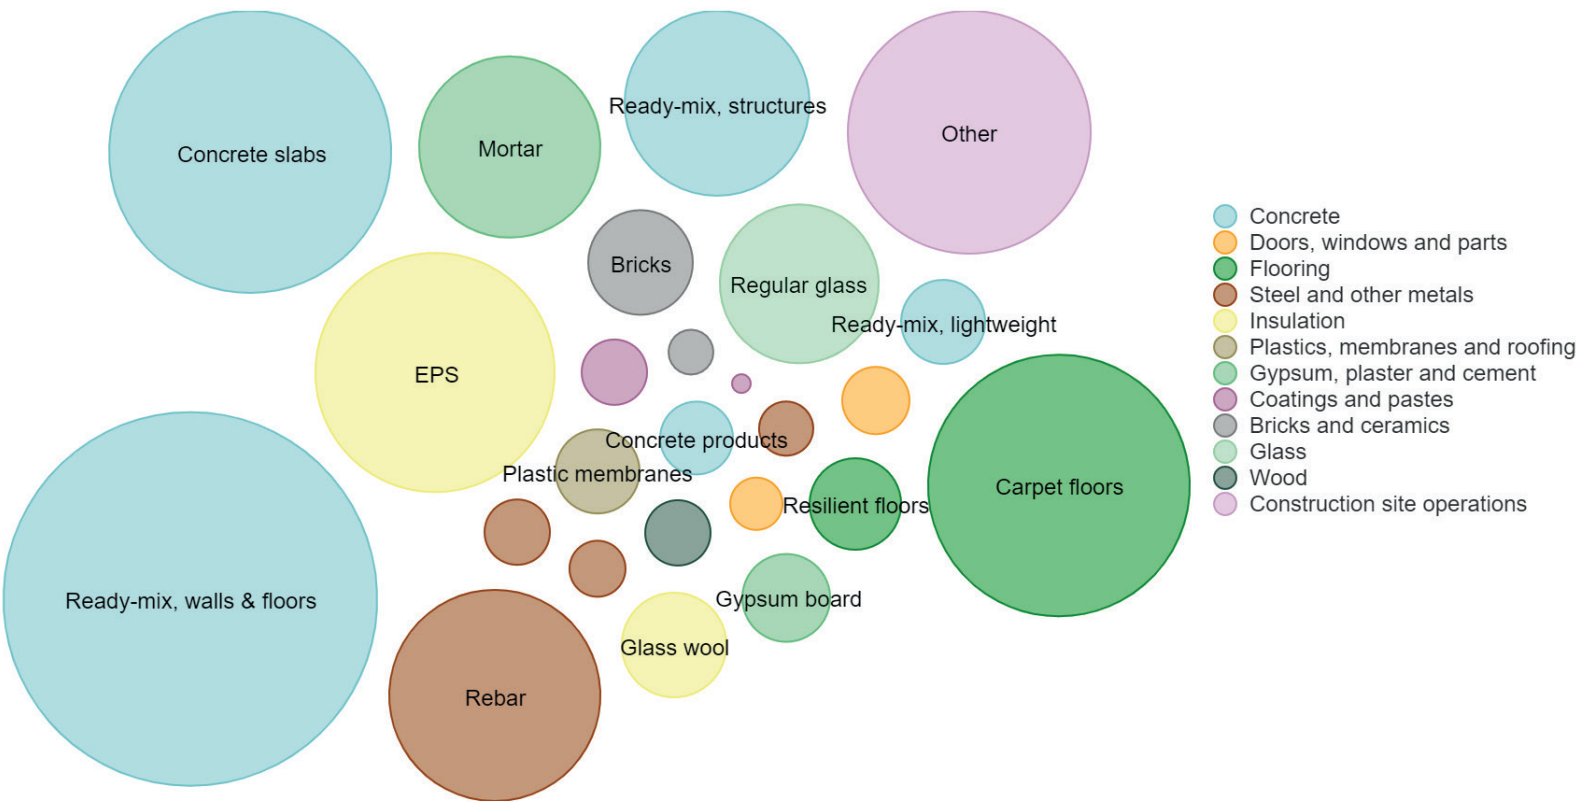 Ready-mix, structures
Other
Mortar
Concrete slabs
Bricks
Regular glass
Ready-mix, lightweight
EPS
Concrete products
Plastic membranes
Carpet floors
Resilient floors
Ready-mix, walls & floors
Gypsum board
Glass wool
Rebar
Concrete
Doors, windows and parts
Flooring
Steel and other metals
Insulation
Plastics, membranes and roofing
Gypsum, plaster and cement
Coatings and pastes
Bricks and ceramics
Glass
Wood
Construction site operations